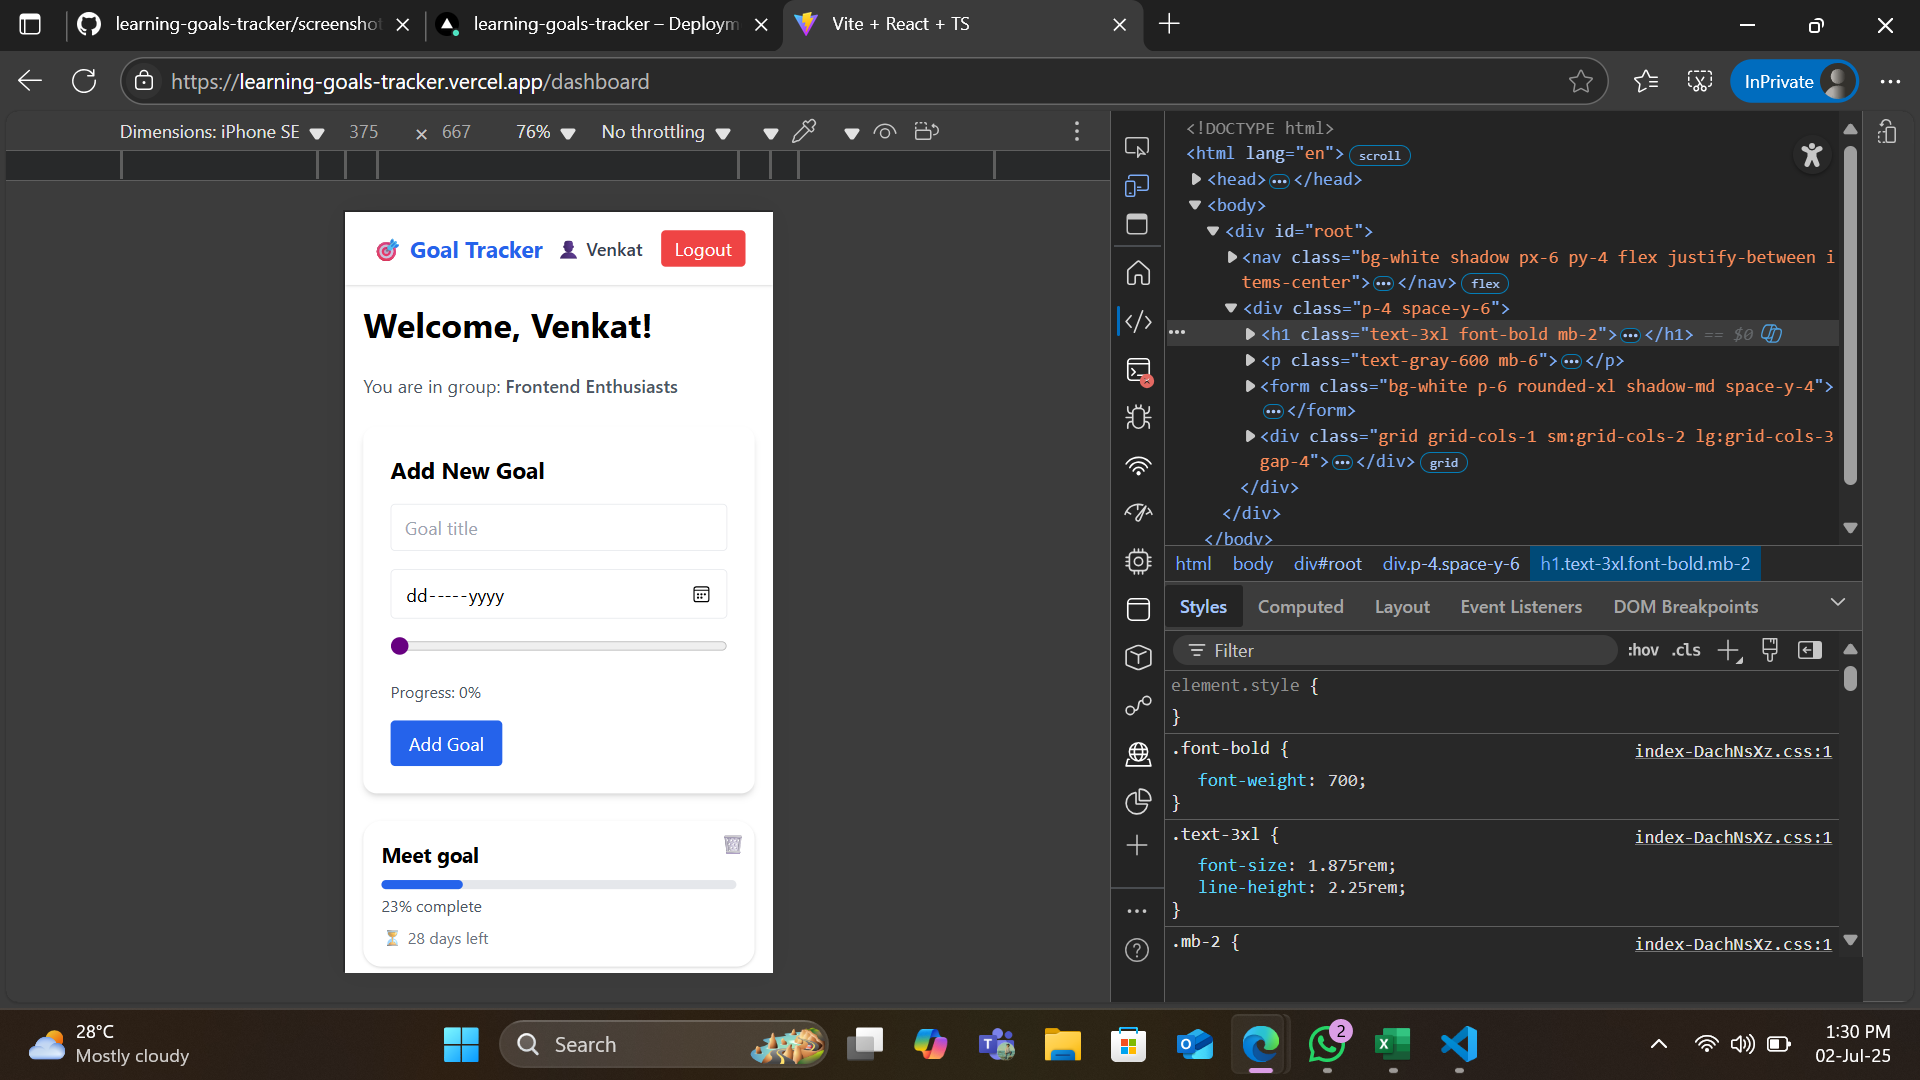 learning-goals-tracker/screenshot
learning-goals-tracker – Deploym
Vite + React + TS
https://learning-goals-tracker.vercel.app/dashboard
InPrivate
Dimensions: iPhone SE 375 × 667 76% No throttling
Goal Tracker
Venkat
Logout
Welcome, Venkat!
You are in group: Frontend Enthusiasts
Add New Goal
Goal title
dd-----yyyy
Progress: 0%
Add Goal
Meet goal
23% complete
28 days left
<!DOCTYPE html>
<html lang="en"> scroll
<head> </head>
<body>
<div id="root">
<nav class="bg-white shadow px-6 py-4 flex justify-between i
tems-center"> </nav> flex
<div class="p-4 space-y-6">
<h1 class="text-3xl font-bold mb-2"> </h1> == $0
<p class="text-gray-600 mb-6"> </p>
<form class="bg-white p-6 rounded-xl shadow-md space-y-4">
</form>
<div class="grid grid-cols-1 sm:grid-cols-2 lg:grid-cols-3
gap-4"> </div> grid
</div>
</div>
</body>
html body div#root div.p-4.space-y-6 h1.text-3xl.font-bold.mb-2
Styles Computed Layout Event Listeners DOM Breakpoints
Filter :hov .cls
element.style {
}
.font-bold { index-DachNsXz.css:1
font-weight: 700;
}
.text-3xl { index-DachNsXz.css:1
font-size: 1.875rem;
line-height: 2.25rem;
}
.mb-2 { index-DachNsXz.css:1
28°C
Mostly cloudy
Search
2
1:30 PM
02-Jul-25